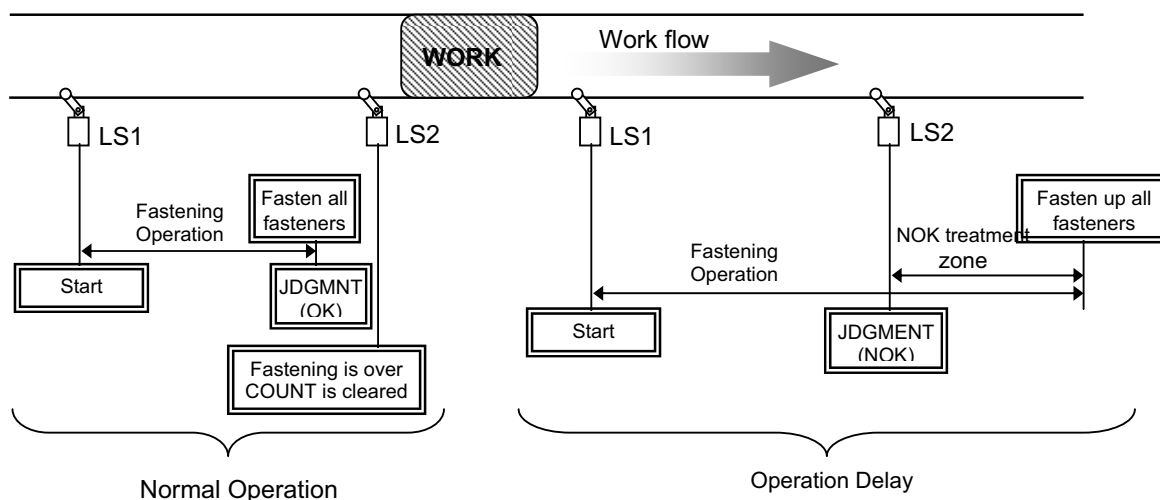 WORK
Work flow
LS1
LS2
LS1
LS2
Fasten all
fasteners
Fastening
Operation
Start
JDGMNT
(OK)
Fastening is over
COUNT is cleared
Normal Operation
Fasten up all
fasteners
NOK treatment
zone
Fastening
Operation
Start
JDGMENT
(NOK)
Operation Delay